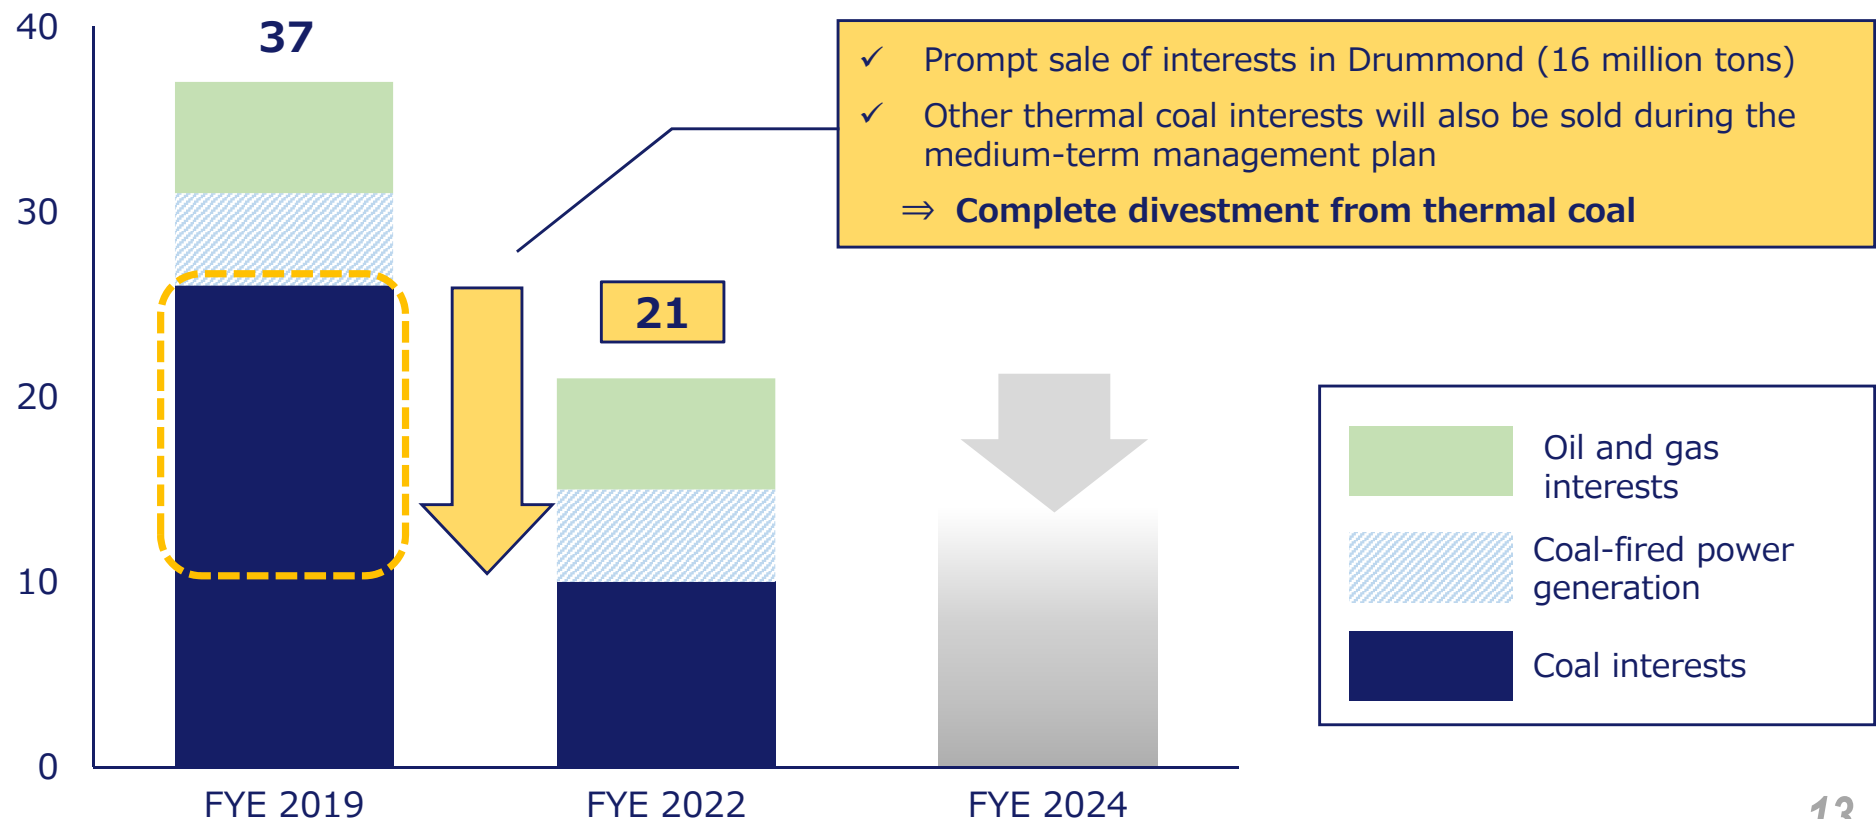 40
30
20
10
0
37
21
✓ Prompt sale of interests in Drummond (16 million tons)
✓ Other thermal coal interests will also be sold during the
medium-term management plan
⇒ Complete divestment from thermal coal
Oil and gas
interests
Coal-fired power
generation
Coal interests
FYE 2019
FYE 2022
FYE 2024
13